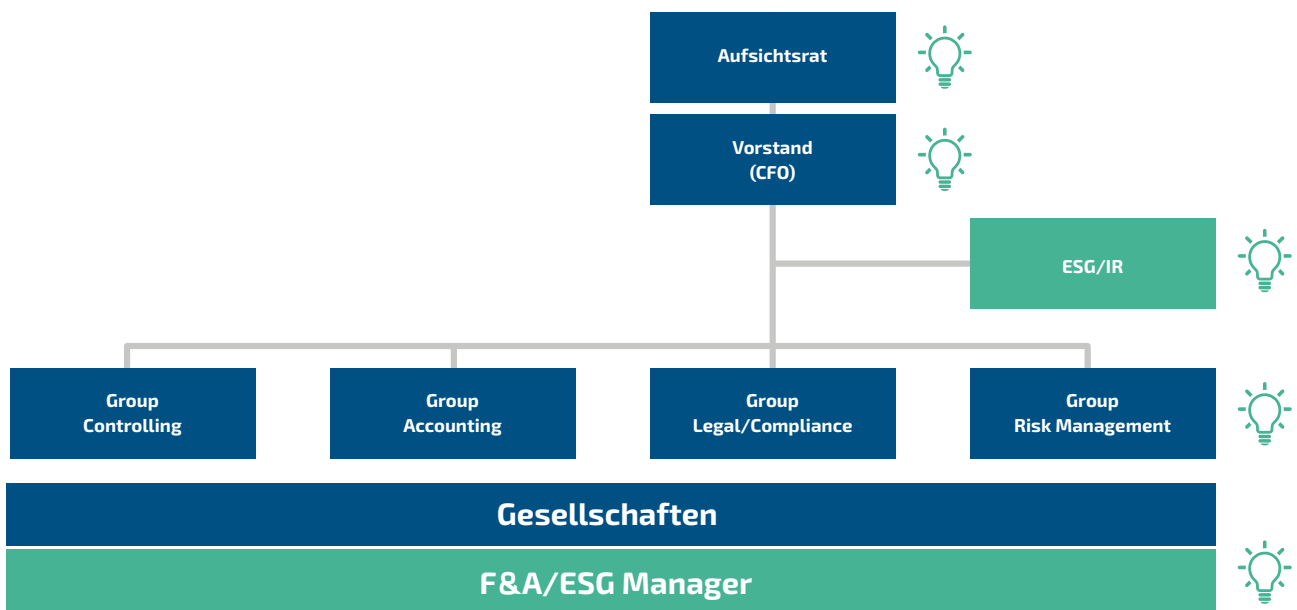 Aufsichtsrat
Vorstand
(CFO)
ESG/IR
Group
Controlling
Group
Accounting
Group
Legal/Compliance
Group
Risk Management
Gesellschaften
F&A/ESG Manager